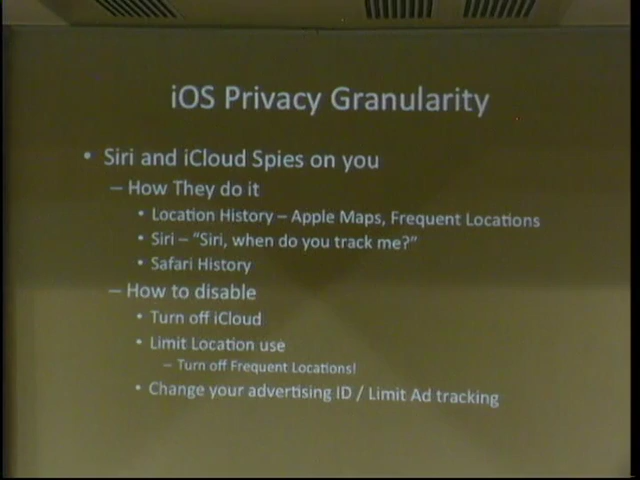 iOS Privacy Granularity
• Siri and iCloud Spies on you
– How They do it
• Location History – Apple Maps, Frequent Locations
• Siri – “Siri, when do you track me?”
• Safari History
– How to disable
• Turn off iCloud
• Limit Location use
– Turn off Frequent Locations!
• Change your advertising ID / Limit Ad tracking